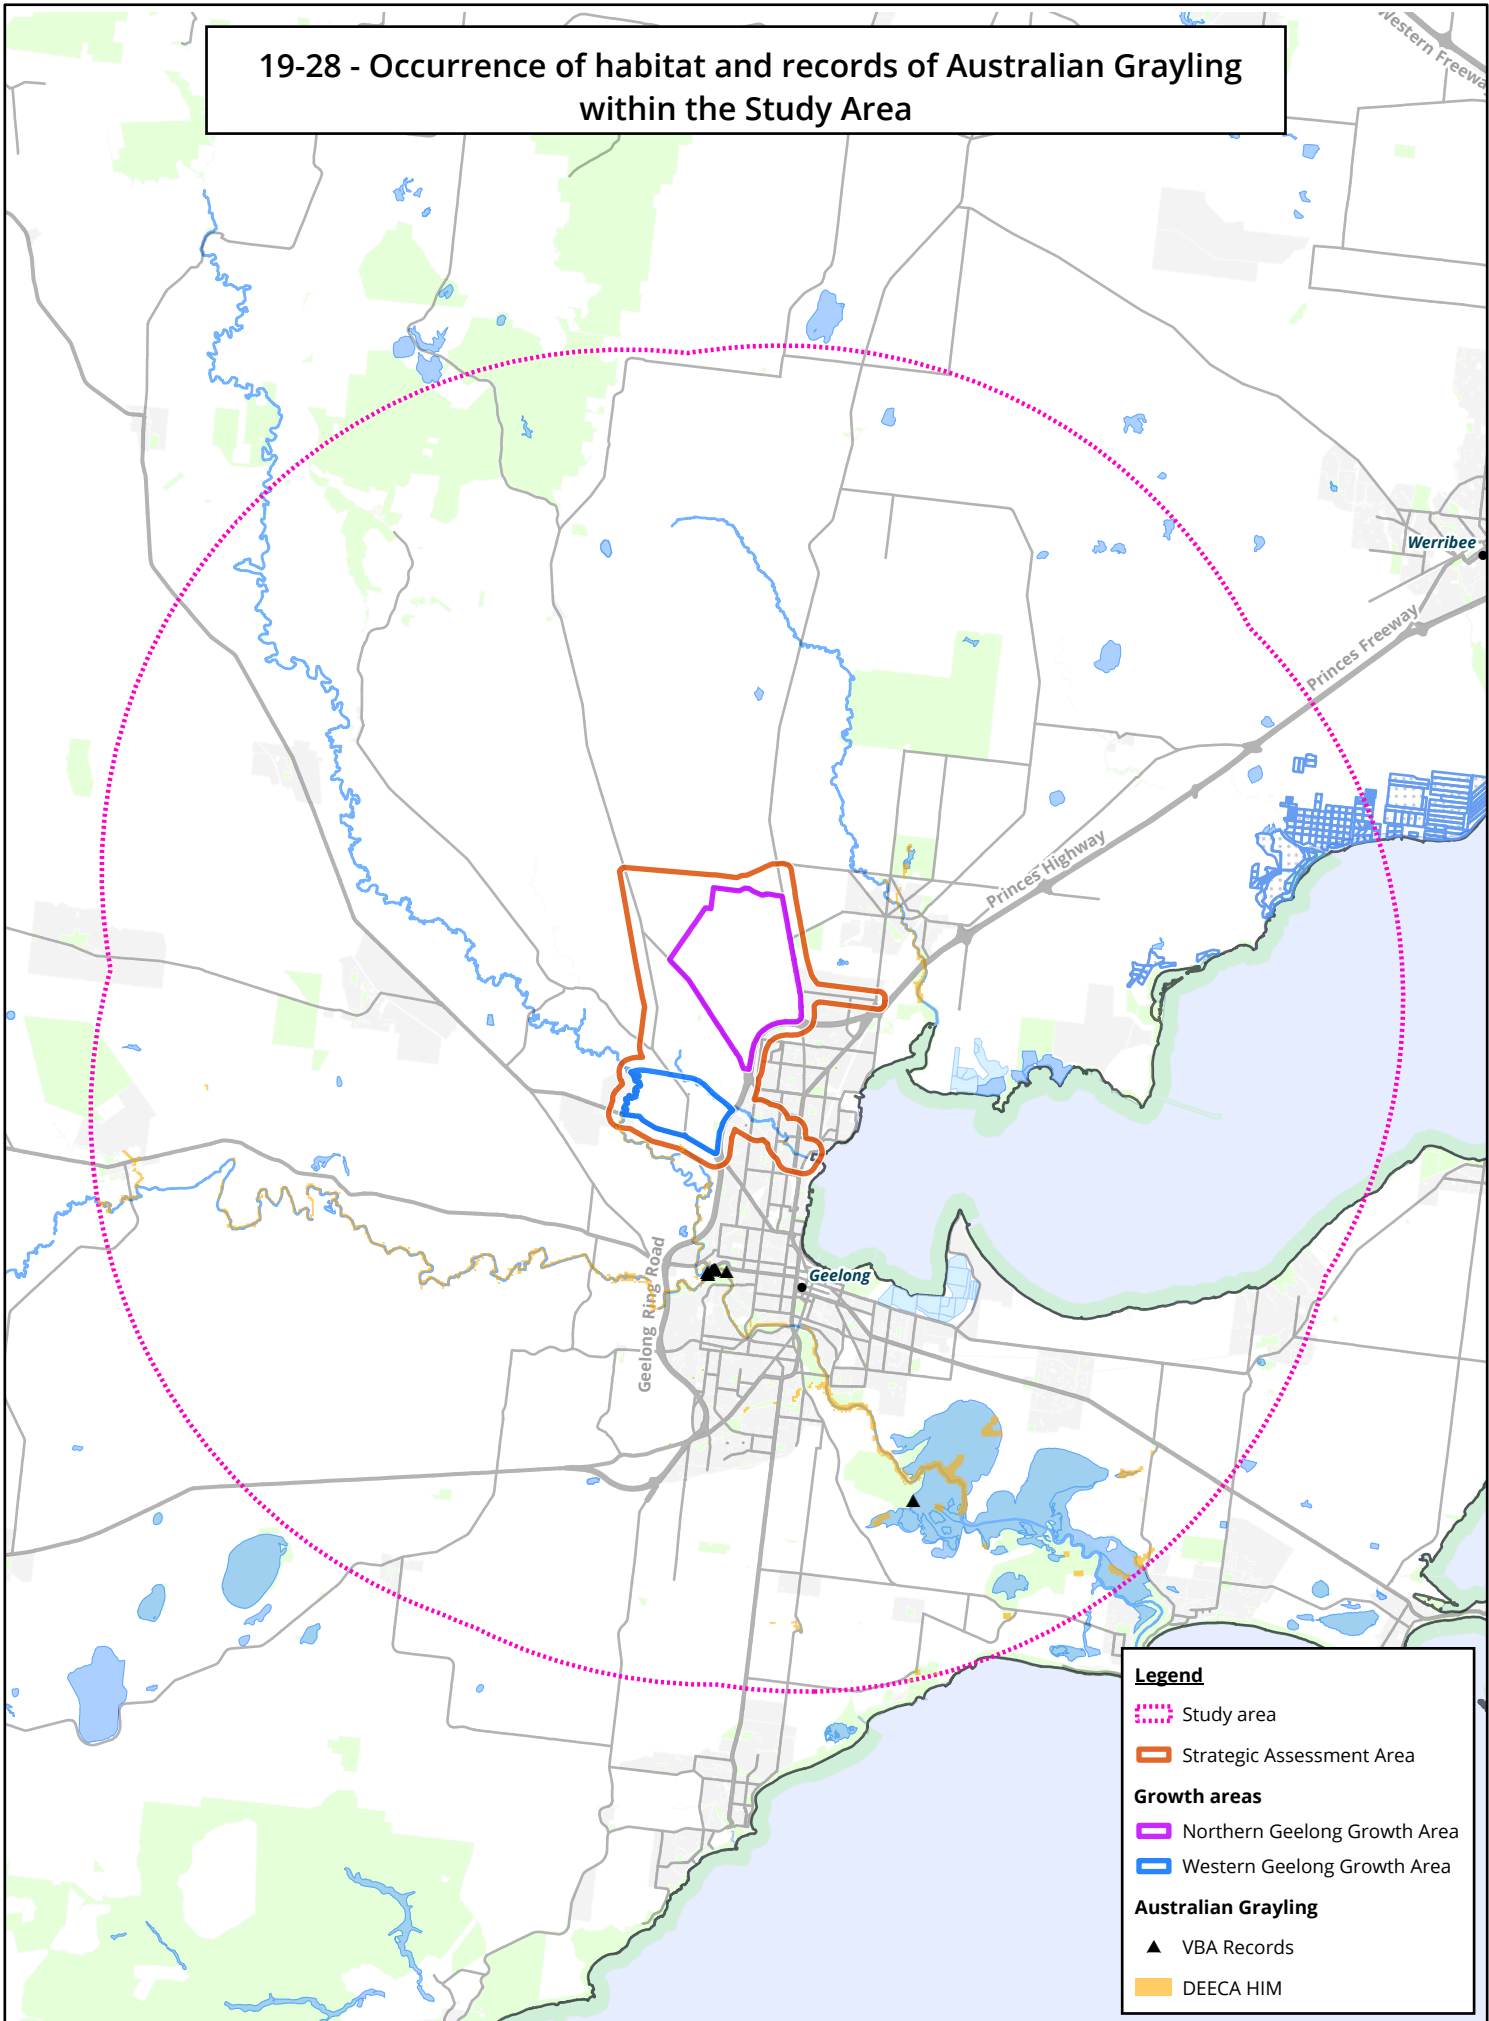 19-28 - Occurrence of habitat and records of Australian Grayling
within the Study Area
Western Freeway
Werribee
Princes Freeway
Princes Highway
Geelong
Geelong Ring Road
Legend
Study area
Strategic Assessment Area
Growth areas
Northern Geelong Growth Area
Western Geelong Growth Area
Australian Grayling
VBA Records
DEECA HIM